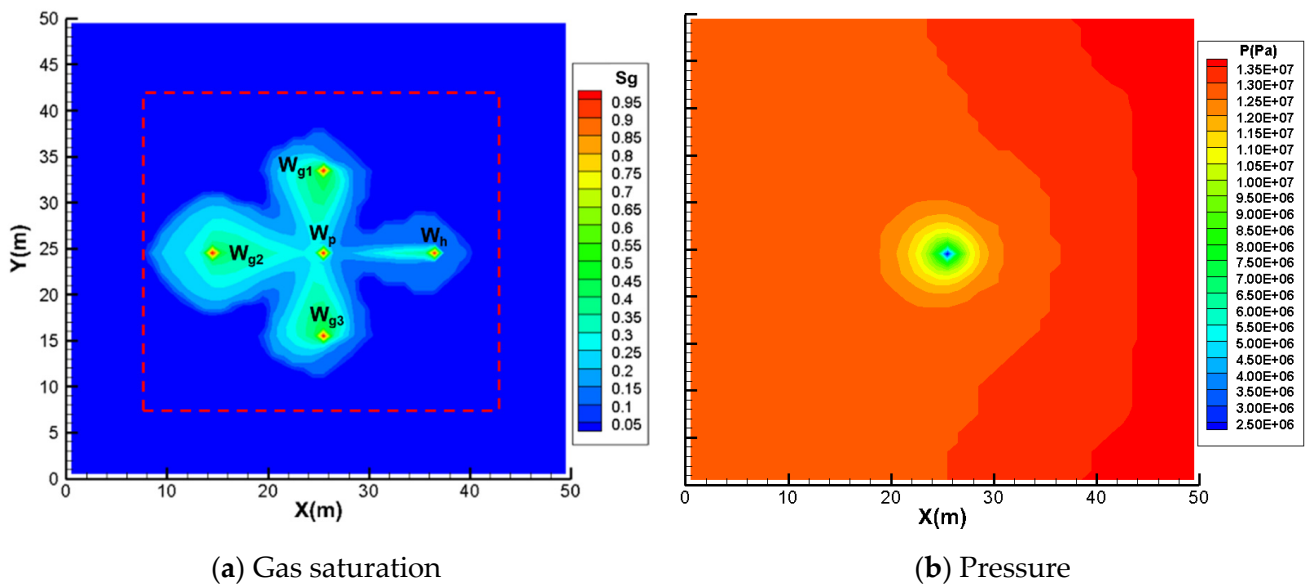 50
45
40
35
30
25
20
15
10
5
0
Y(m)
0 10 20 30 40 50
X(m)
Wg1
Wp
Wh
Wg2
Wg3
Sg
0.95
0.9
0.85
0.8
0.75
0.7
0.65
0.6
0.55
0.5
0.45
0.4
0.35
0.3
0.25
0.2
0.15
0.1
0.05
(a) Gas saturation
0 10 20 30 40 50
X(m)
P(Pa)
1.35E+07
1.30E+07
1.25E+07
1.20E+07
1.15E+07
1.10E+07
1.00E+07
9.50E+06
9.00E+06
8.50E+06
8.00E+06
7.50E+06
7.00E+06
6.50E+06
5.50E+06
5.00E+06
4.50E+06
4.00E+06
3.50E+06
3.00E+06
2.50E+06
(b) Pressure